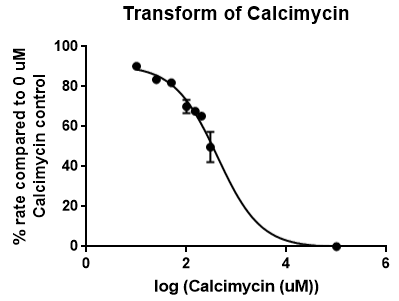 Transform of Calcimycin
% rate compared to 0 uM
Calcimycin control
100
80
60
40
20
0
0
2
4
6
log (Calcimycin (uM))